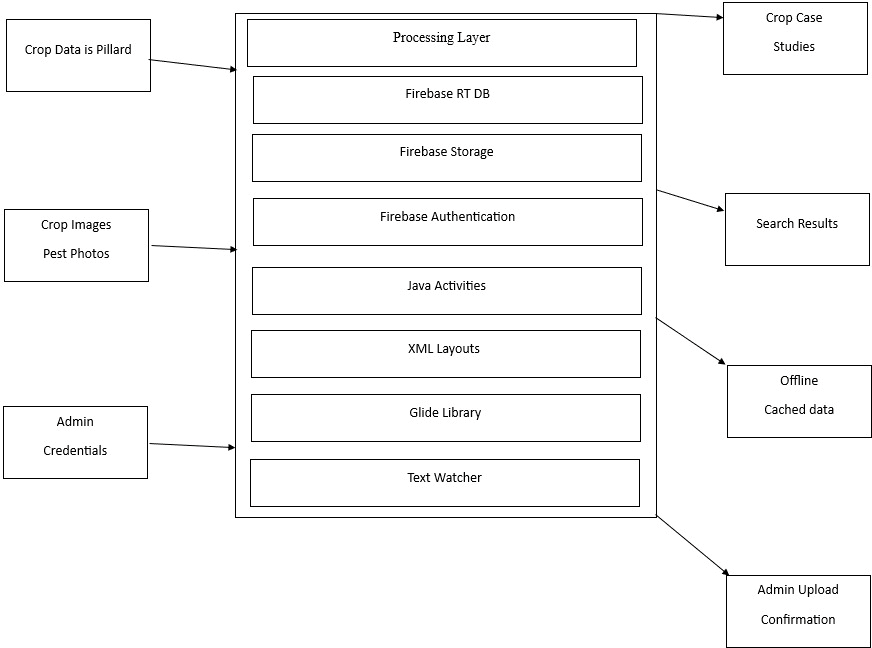 Crop Data is Pillard
Crop Images
Pest Photos
Admin
Credentials
Processing Layer
Firebase RT DB
Firebase Storage
Firebase Authentication
Java Activities
XML Layouts
Glide Library
Text Watcher
Crop Case
Studies
Search Results
Offline
Cached data
Admin Upload
Confirmation